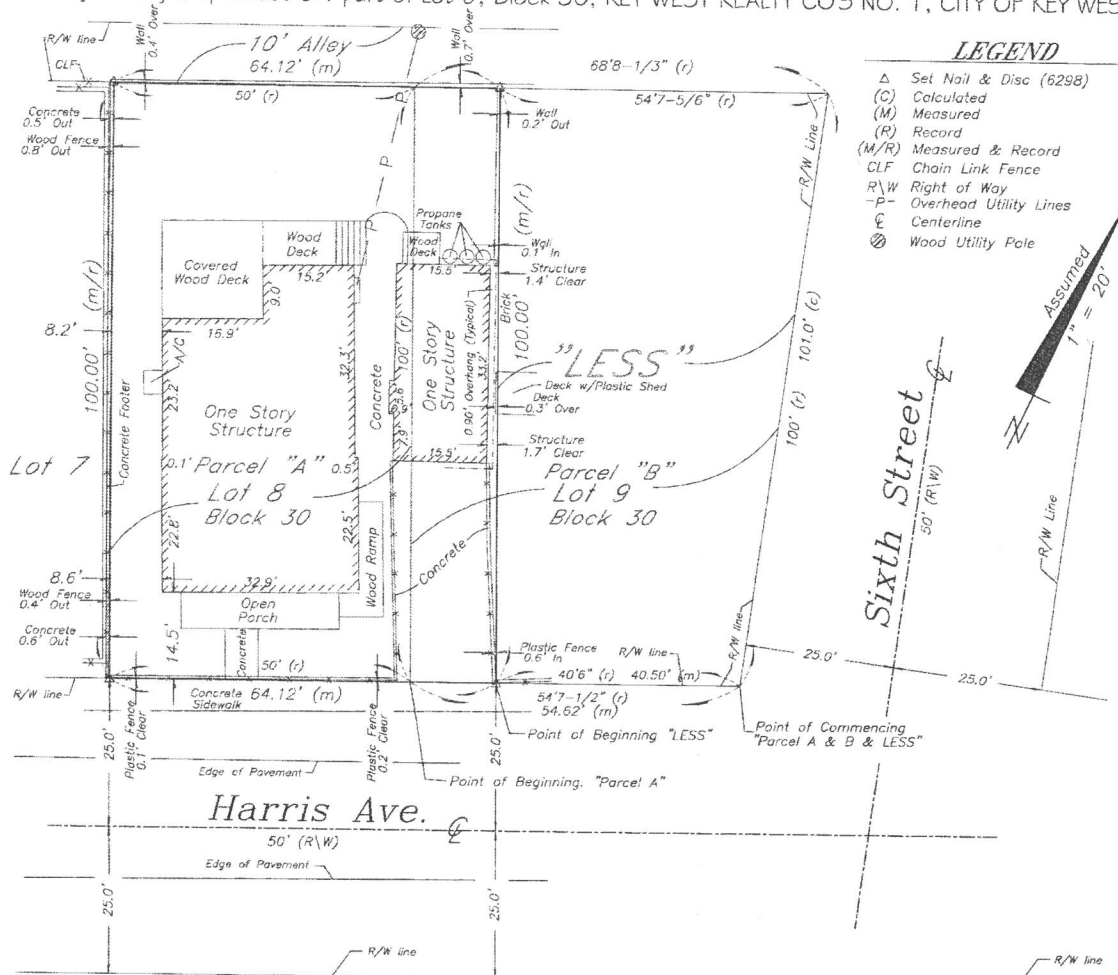 part of Lot 9, Block 30, KEY WEST REALTY CO'S NO. 1, CITY OF KEY WES
R/W line
Wall
0.4' Over
10' Alley
64.12' (m)
Wall
0.7' Over
68'8-1/3" (r)
CLF
50' (r)
54'7-5/6" (r)
LEGEND
△ Set Nail & Disc (6298)
(C) Calculated
(M) Measured
(R) Record
(M/R) Measured & Record
CLF Chain Link Fence
R\W Right of Way
-P- Overhead Utility Lines
℄ Centerline
Wood Utility Pole
Concrete
0.5' Out
Wood Fence
0.8' Out
Wall
0.2' Out
R/W Line
P
P
P
(m/r)
100.00'
Propane
Tanks
Wood
Deck
Covered
Wood Deck
15.2'
9.0'
16.9'
Wood
Deck
15.5'
Wall
0.1' In
Structure
1.4' Clear
(m/r)
100.00'
Brick
8.2'
A/C
23.2'
32.3'
Concrete
100' (r)
5.6'
0.9'
7.9'
One Story
Structure
0.90' Overhang (Typical)
33.2'
15.5'
"LESS"
Deck w/Plastic Shed
Deck
0.3' Over
Structure
1.7' Clear
101.0' (c)
100' (r)
Assumed
1" = 20'
N
Concrete Footer
One Story
Structure
Lot 7
0.1'
0.5'
Parcel "A"
Lot 8
Block 30
Parcel "B"
Lot 9
Block 30
22.8'
22.5'
32.9'
Wood Ramp
Concrete
Sixth Street ℄
50' (R\W)
R/W Line
8.6'
Wood Fence
0.4' Out
Concrete
0.6' Out
Open
Porch
14.5'
Concrete
50' (r)
Plastic Fence
0.6' In
R/W line
R/W line
25.0'
25.0'
R/W line
Concrete
Sidewalk
64.12' (m)
40'6" (r)
40.50' (m)
54'7-1/2" (r)
54.62' (m)
25.0'
Plastic Fence
0.1' Clear
Plastic Fence
0.2' Clear
25.0'
Point of Beginning "LESS"
Point of Commencing
"Parcel A & B & LESS"
Edge of Pavement
Point of Beginning. "Parcel A"
Harris Ave. ℄
50' (R\W)
Edge of Pavement
25.0'
25.0'
R/W line
R/W line